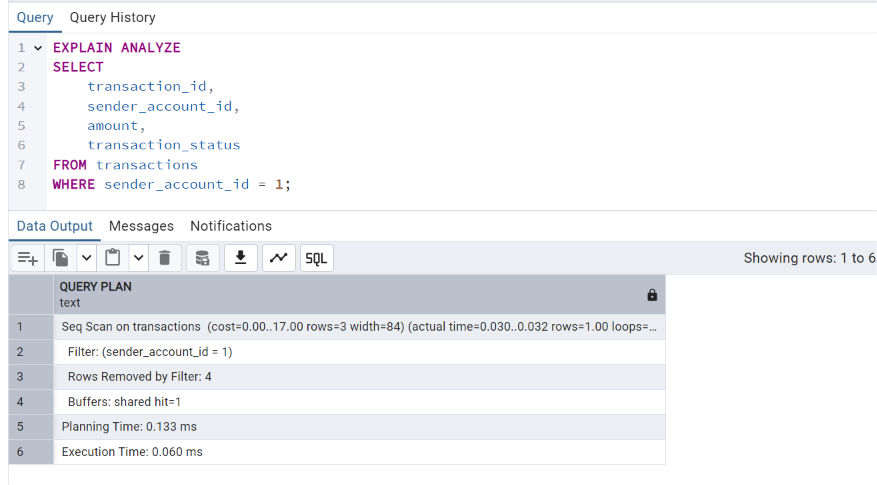 Query Query History
1 EXPLAIN ANALYZE
2 SELECT
3 transaction_id,
4 sender_account_id,
5 amount,
6 transaction_status
7 FROM transactions
8 WHERE sender_account_id = 1;
Data Output Messages Notifications
SQL Showing rows: 1 to 6
QUERY PLAN
text
1 Seq Scan on transactions (cost=0.00..17.00 rows=3 width=84) (actual time=0.030..0.032 rows=1.00 loops=...
2 Filter: (sender_account_id = 1)
3 Rows Removed by Filter: 4
4 Buffers: shared hit=1
5 Planning Time: 0.133 ms
6 Execution Time: 0.060 ms